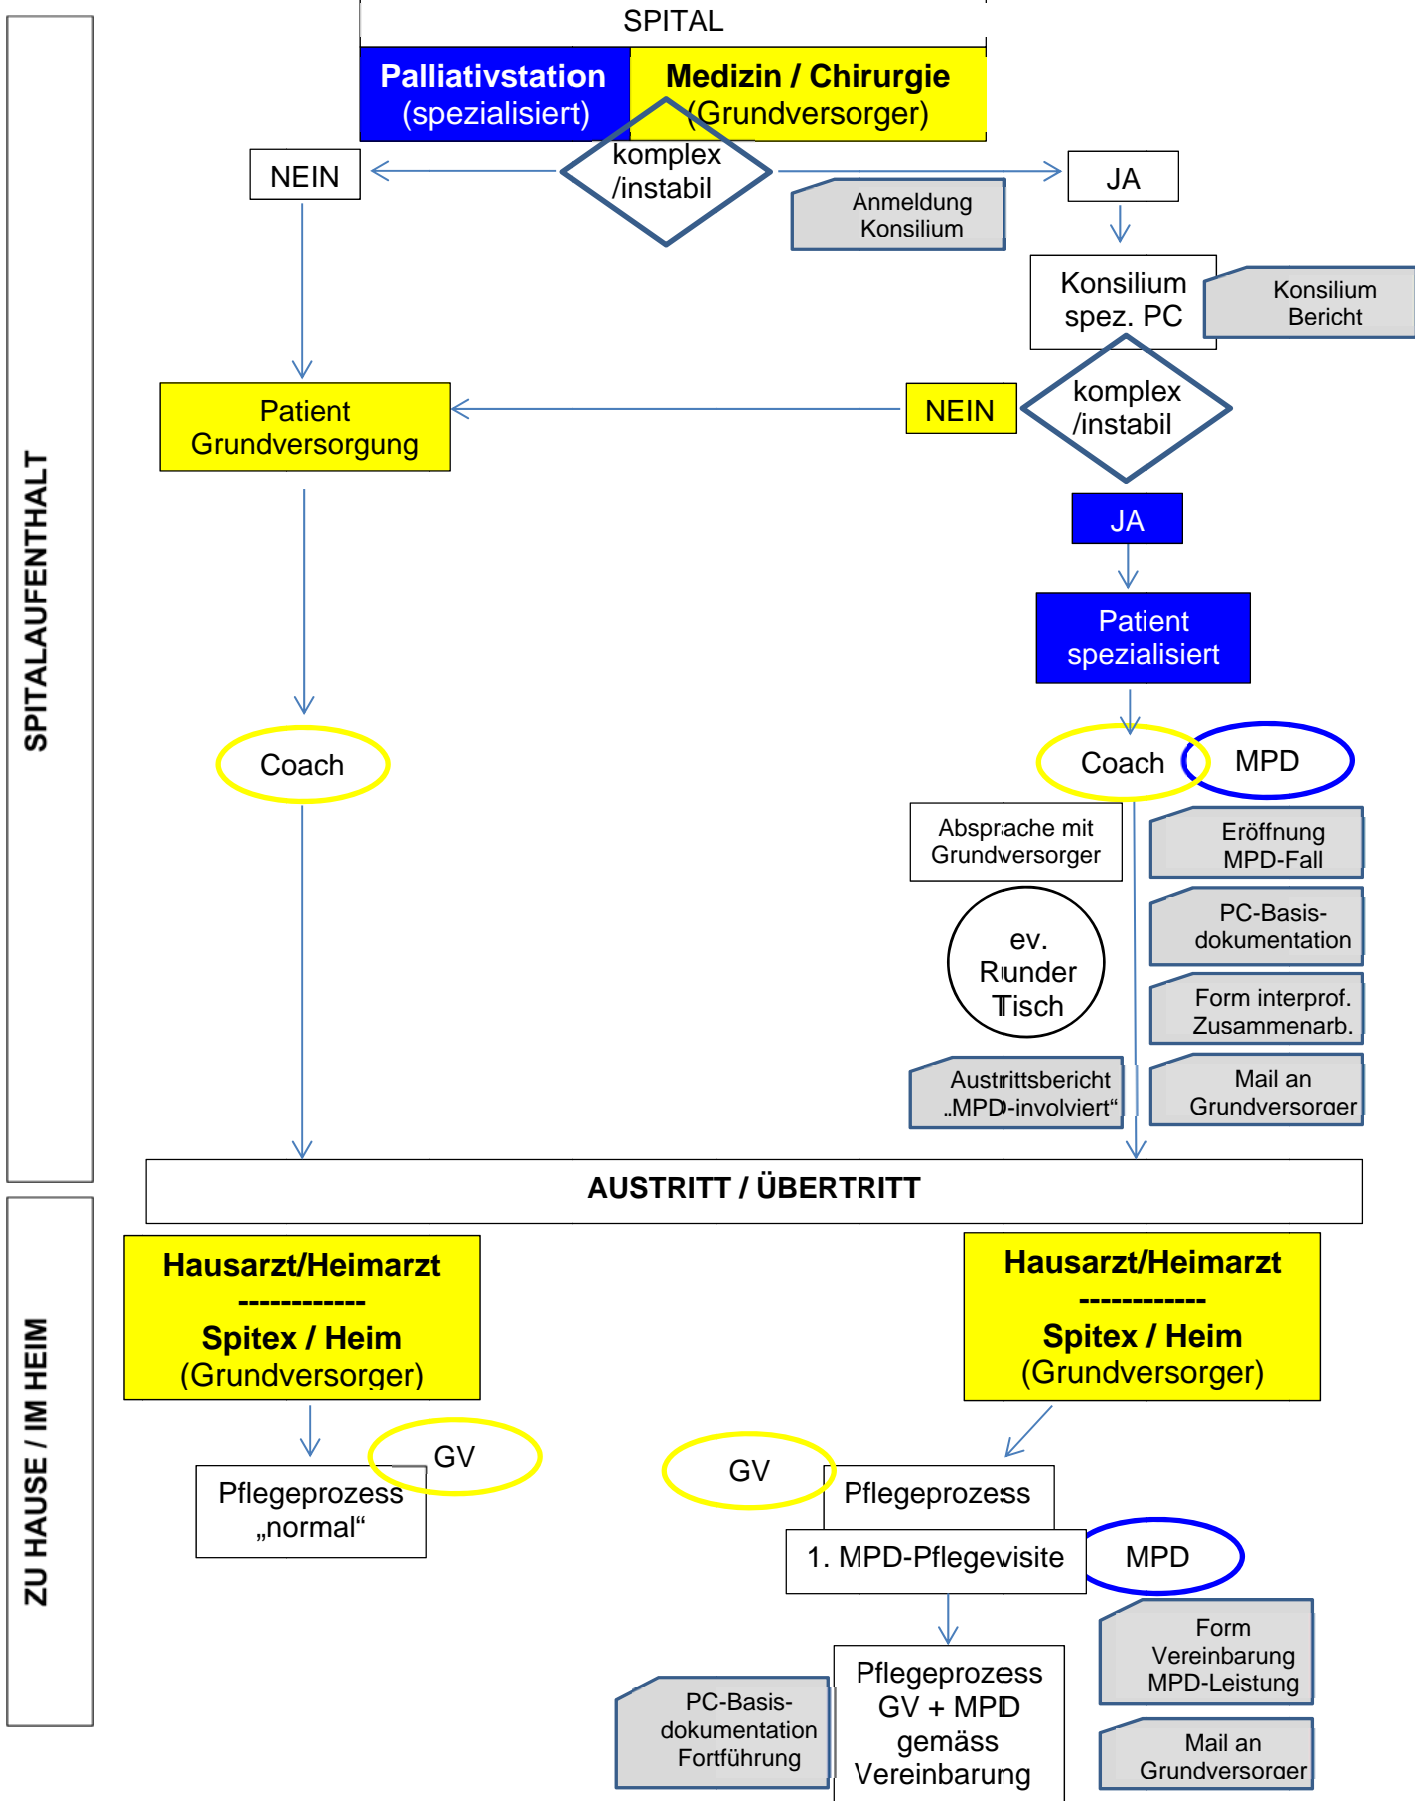 SPITAL
Palliativstation
(spezialisiert)
Medizin / Chirurgie
(Grundversorger)
komplex
/instabil
NEIN
JA
Anmeldung
Konsilium
Konsilium
spez. PC
Konsilium
Bericht
Patient
Grundversorgung
NEIN
komplex
/instabil
JA
Patient
spezialisiert
SPITALAUFENTHALT
Coach
Coach
MPD
Absprache mit
Grundversorger
Eröffnung
MPD-Fall
ev.
Runder
Tisch
PC-Basis-
dokumentation
Form interprof.
Zusammenarb.
Austrittsbericht
„MPD-involviert“
Mail an
Grundversorger
AUSTRITT / ÜBERTRITT
ZU HAUSE / IM HEIM
Hausarzt/Heimarzt
------------
Spitex / Heim
(Grundversorger)
Hausarzt/Heimarzt
------------
Spitex / Heim
(Grundversorger)
GV
Pflegeprozess
„normal“
GV
Pflegeprozess
1. MPD-Pflegevisite
MPD
Form
Vereinbarung
MPD-Leistung
PC-Basis-
dokumentation
Fortführung
Pflegeprozess
GV + MPD
gemäss
Vereinbarung
Mail an
Grundversorger